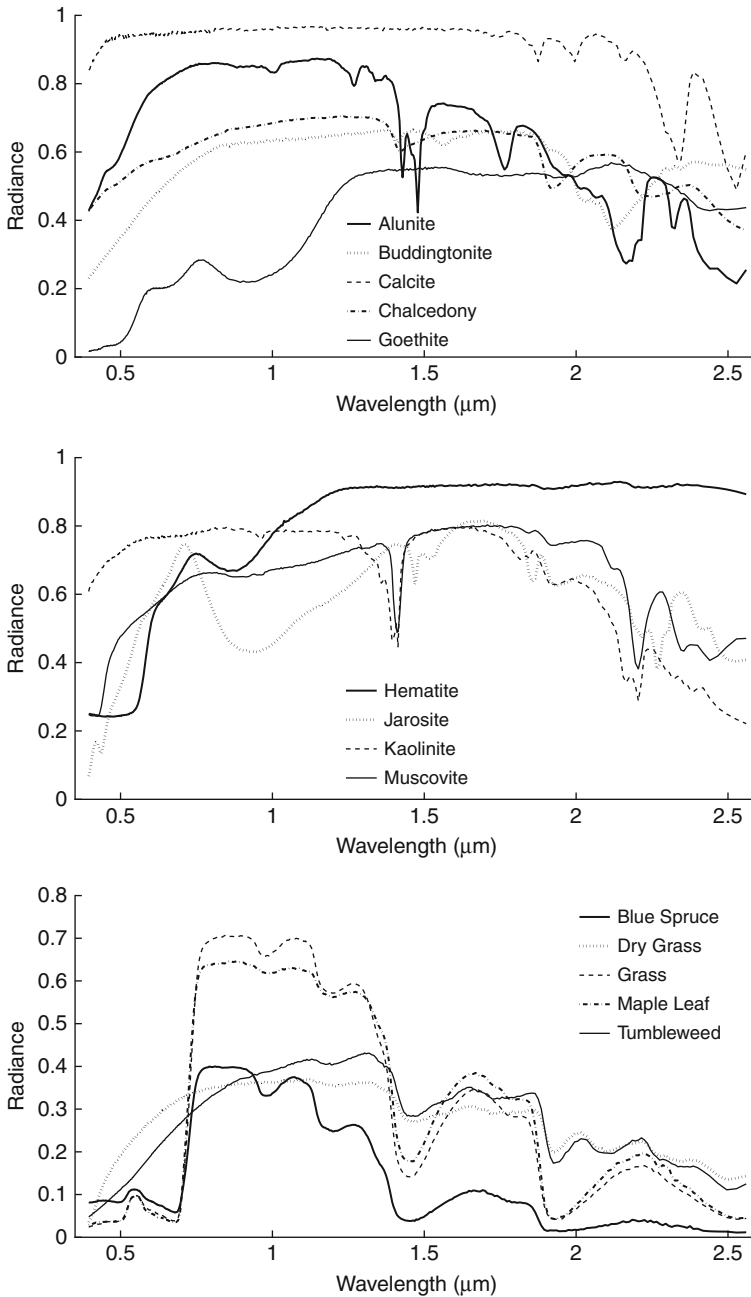 1
0.8
0.6
0.4
0.2
0
Radiance
Alunite
Buddingtonite
Calcite
Chalcedony
Goethite
0.5 1 1.5 2 2.5
Wavelength (μm)
1
0.8
0.6
0.4
0.2
0
Radiance
Hematite
Jarosite
Kaolinite
Muscovite
0.5 1 1.5 2 2.5
Wavelength (μm)
0.8
0.7
0.6
0.5
0.4
0.3
0.2
0.1
0
Radiance
Blue Spruce
Dry Grass
Grass
Maple Leaf
Tumbleweed
0.5 1 1.5 2 2.5
Wavelength (μm)